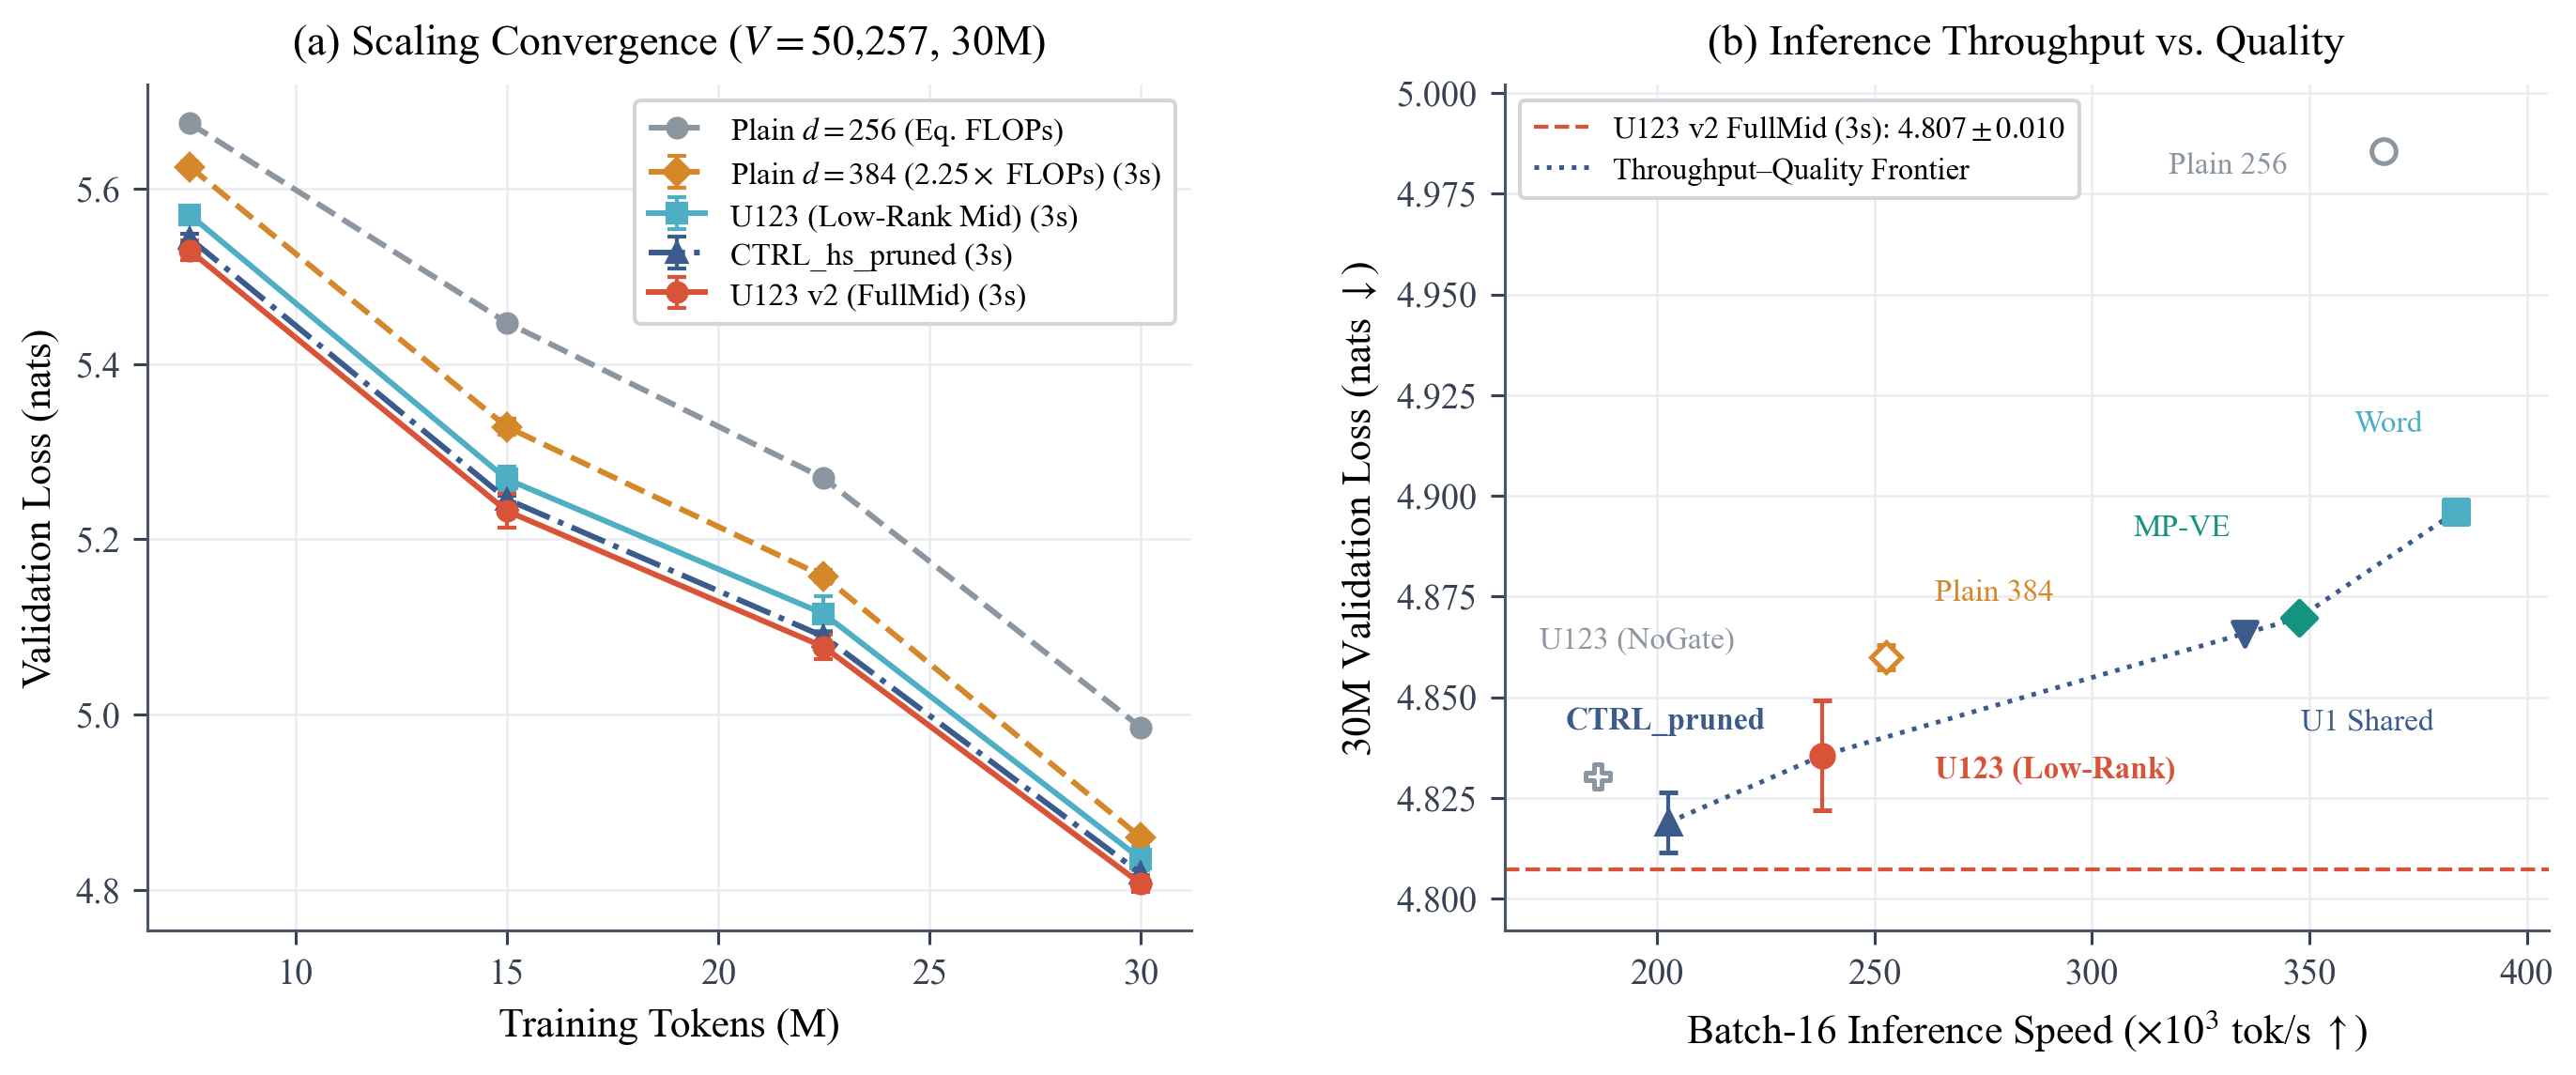 (a) Scaling Convergence (V = 50,257, 30M)
Validation Loss (nats)
5.6
5.4
5.2
5.0
4.8
10
15
20
25
30
Training Tokens (M)
Plain d = 256 (Eq. FLOPs)
Plain d = 384 (2.25× FLOPs) (3s)
U123 (Low-Rank Mid) (3s)
CTRL_hs_pruned (3s)
U123 v2 (FullMid) (3s)
(b) Inference Throughput vs. Quality
30M Validation Loss (nats ↓)
5.000
4.975
4.950
4.925
4.900
4.875
4.850
4.825
4.800
200
250
300
350
400
Batch-16 Inference Speed (×10³ tok/s ↑)
U123 v2 FullMid (3s): 4.807 ± 0.010
Throughput–Quality Frontier
Plain 256
Word
MP-VE
Plain 384
U123 (NoGate)
CTRL_pruned
U1 Shared
U123 (Low-Rank)